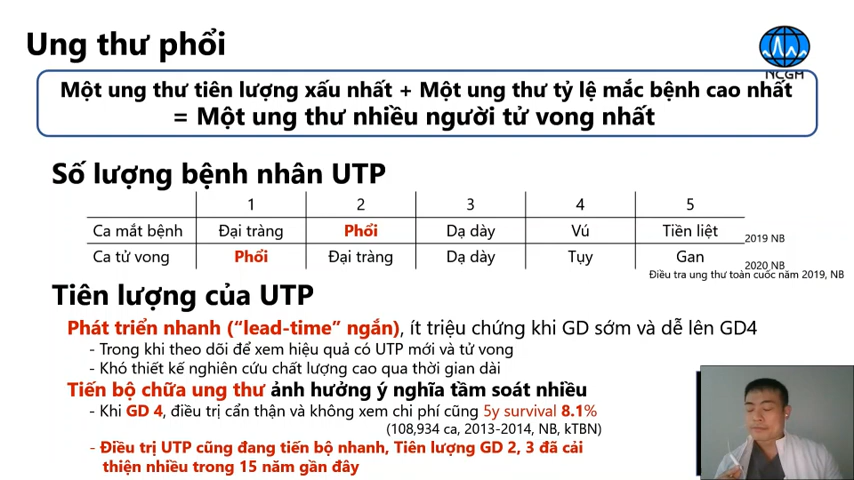 Ung thư phổi
NCGM
Một ung thư tiên lượng xấu nhất + Một ung thư tỷ lệ mắc bệnh cao nhất
= Một ung thư nhiều người tử vong nhất
Số lượng bệnh nhân UTP
1 2 3 4 5
Ca mắt bệnh Đại tràng Phổi Dạ dày Vú Tiền liệt
2019 NB
Ca tử vong Phổi Đại tràng Dạ dày Tụy Gan
2020 NB
Điều tra ung thư toàn cuốc năm 2019, NB
Tiên lượng của UTP
Phát triển nhanh (“lead-time” ngắn), ít triệu chứng khi GD sớm và dễ lên GD4
- Trong khi theo dõi để xem hiệu quả có UTP mới và tử vong
- Khó thiết kế nghiên cứu chất lượng cao qua thời gian dài
Tiến bộ chữa ung thư ảnh hưởng ý nghĩa tầm soát nhiều
- Khi GD 4, điều trị cẩn thận và không xem chi phí cũng 5y survival 8.1%
(108,934 ca, 2013-2014, NB, kTBN)
- Điều trị UTP cũng đang tiến bộ nhanh, Tiên lượng GD 2, 3 đã cải
thiện nhiều trong 15 năm gần đây